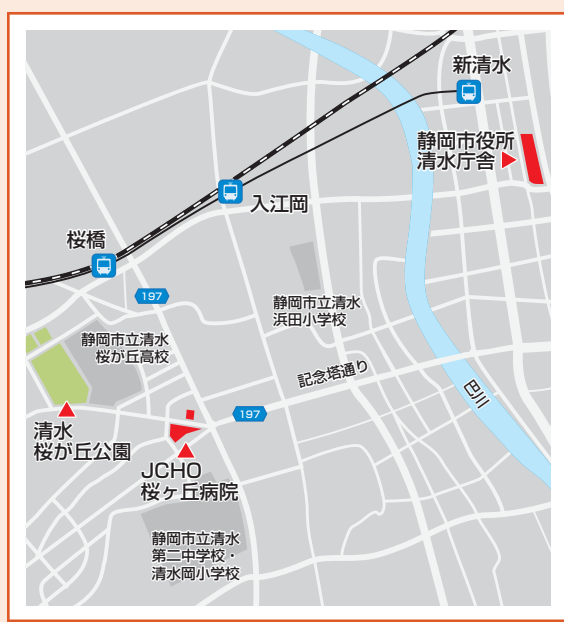 新清水
静岡市役所
清水庁舎
入江岡
桜橋
197
静岡市立清水
浜田小学校
静岡市立清水
桜が丘高校
記念塔通り
巴川
197
清水
桜が丘公園
JCHO
桜ヶ丘病院
静岡市立清水
第二中学校・
清水岡小学校